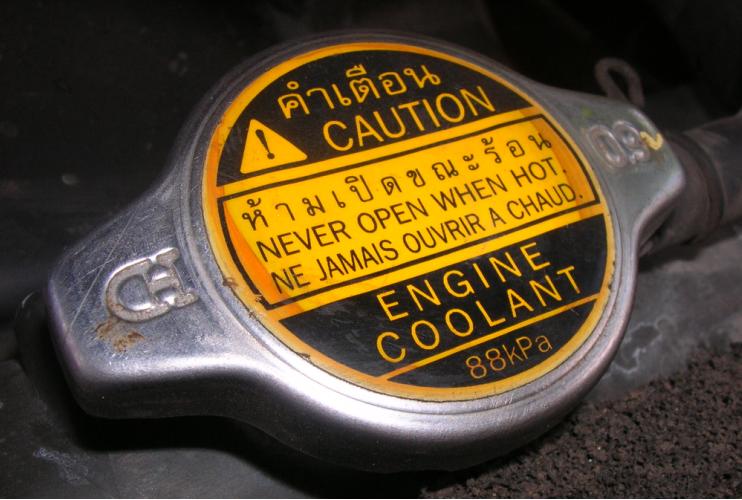 คำเตือน
CAUTION
ห้ามเปิดขณะร้อน
NEVER OPEN WHEN HOT
NE JAMAIS OUVRIR A CHAUD.
ENGINE
COOLANT
88kPa